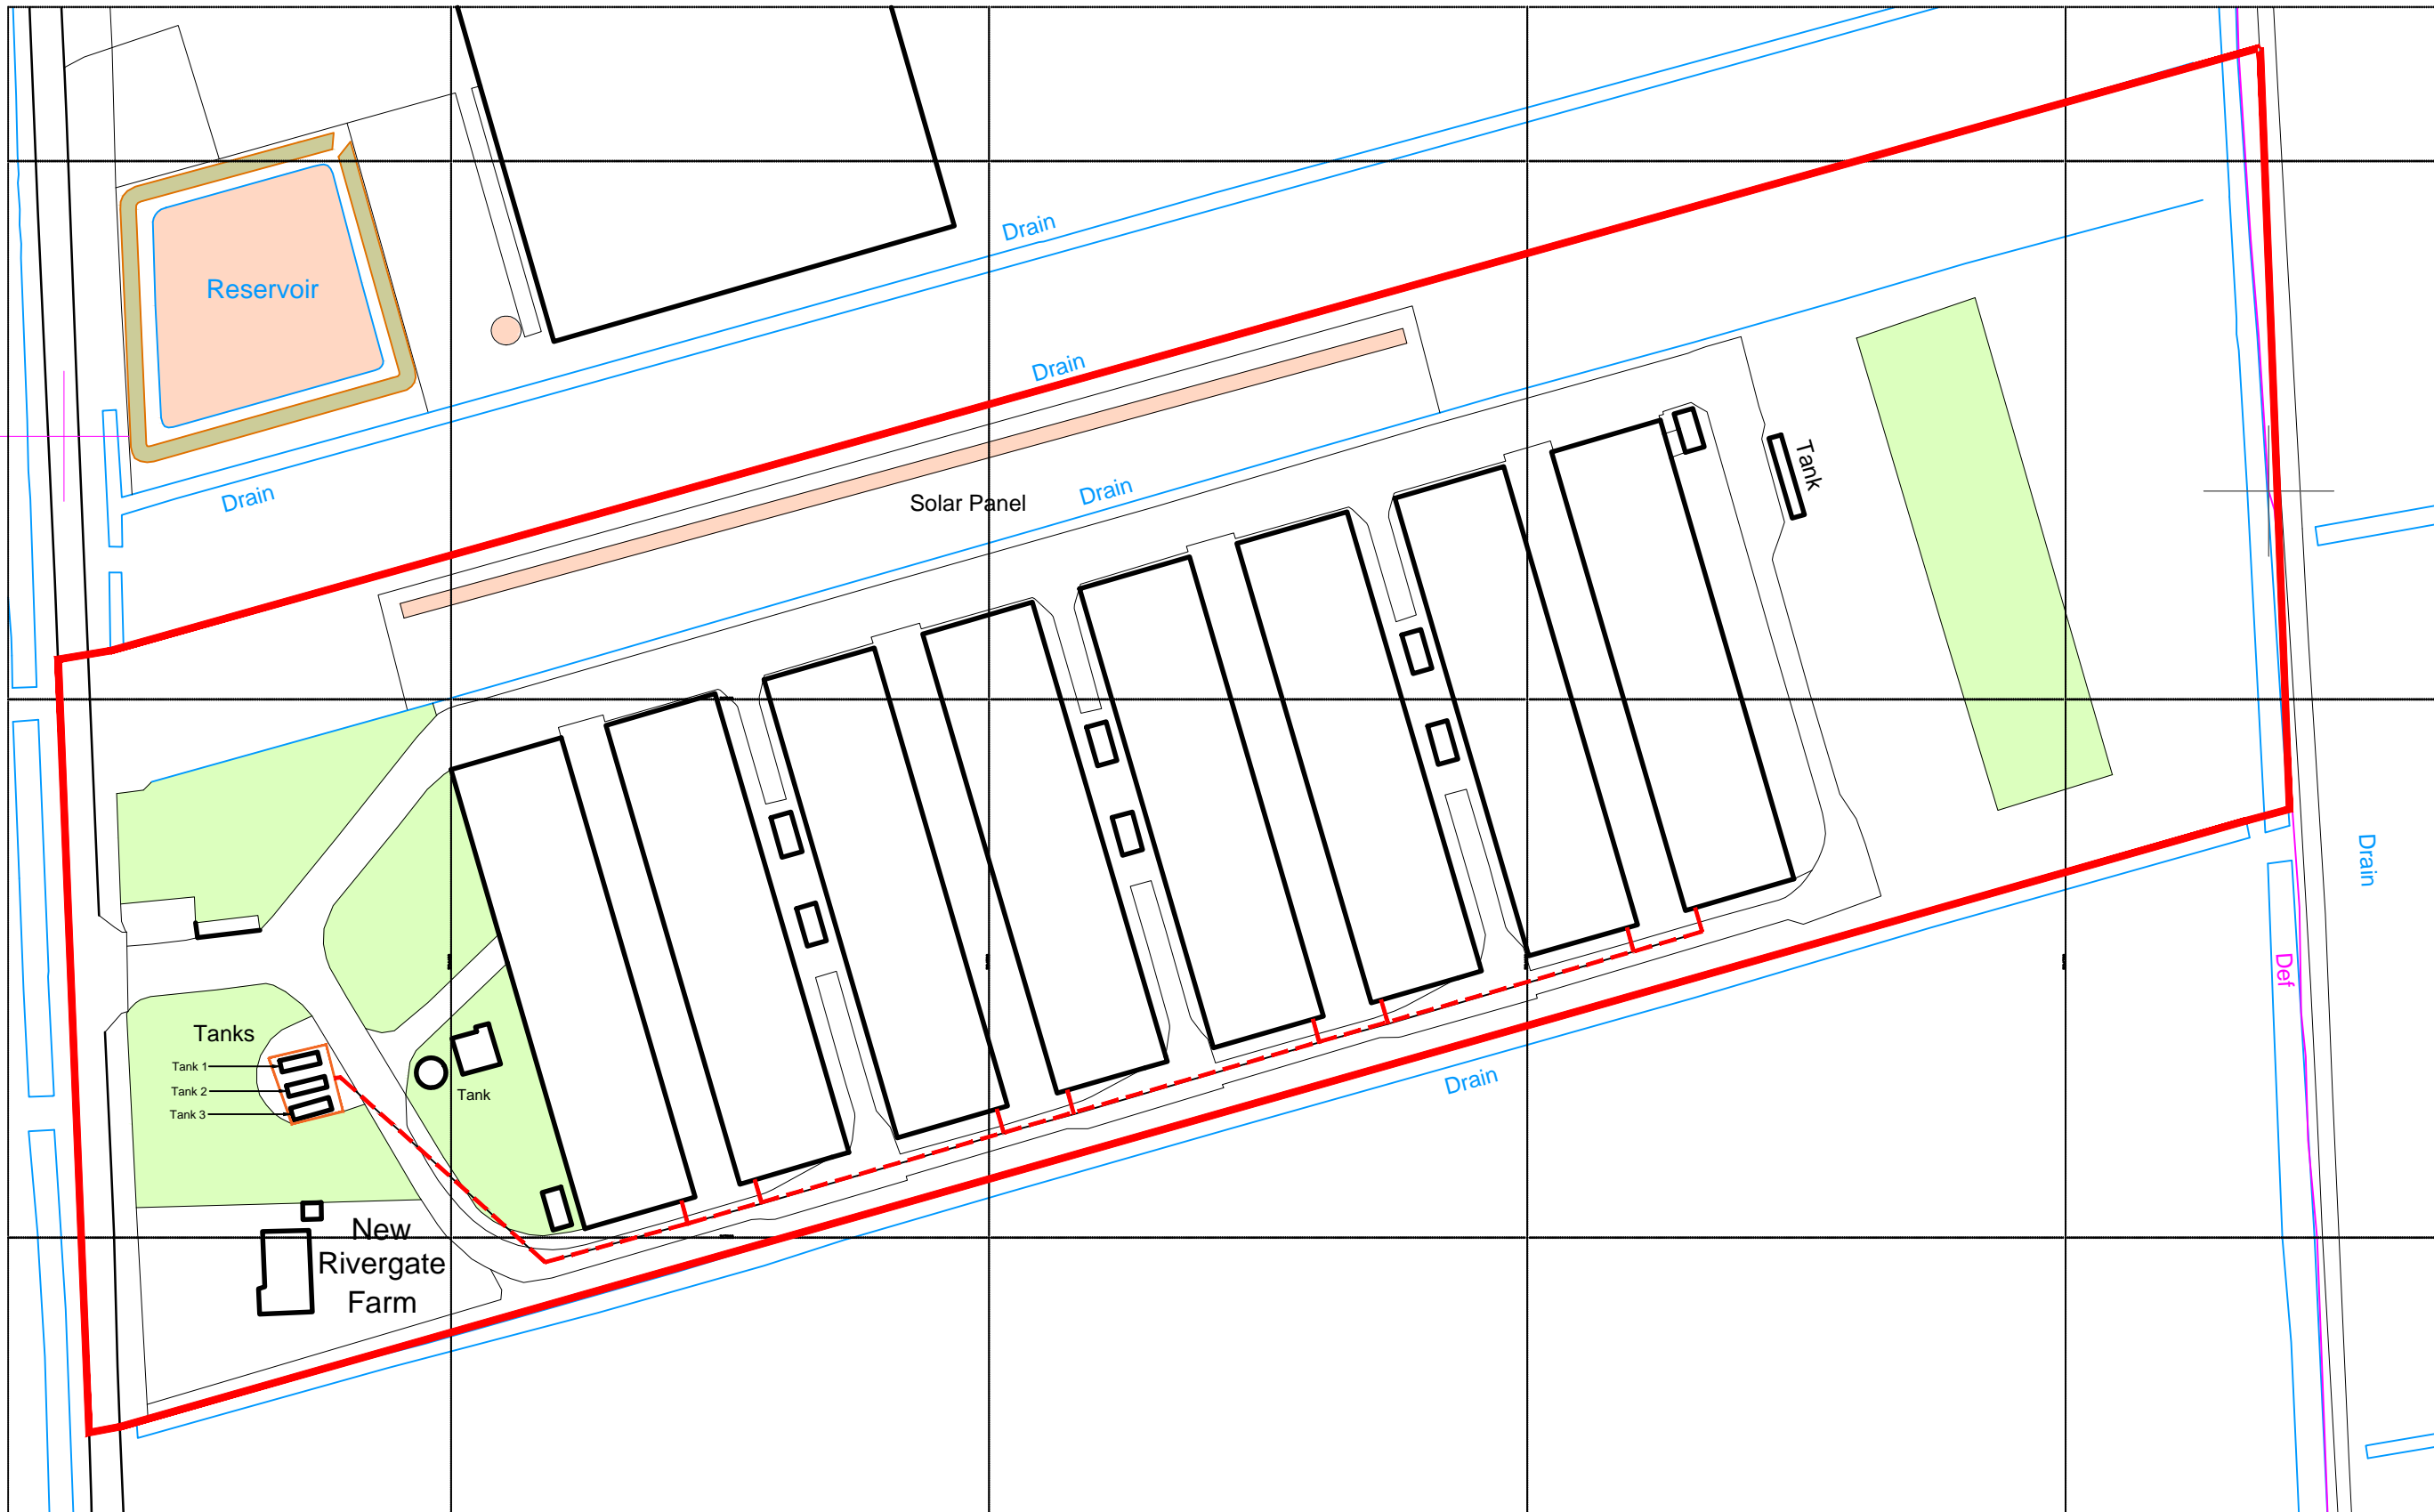 Drain
Reservoir
Drain
Drain
Drain
Solar Panel
Tank
Drain
Def
Tanks
Tank 1
Tank 2
Tank 3
Tank
Drain
New
Rivergate
Farm